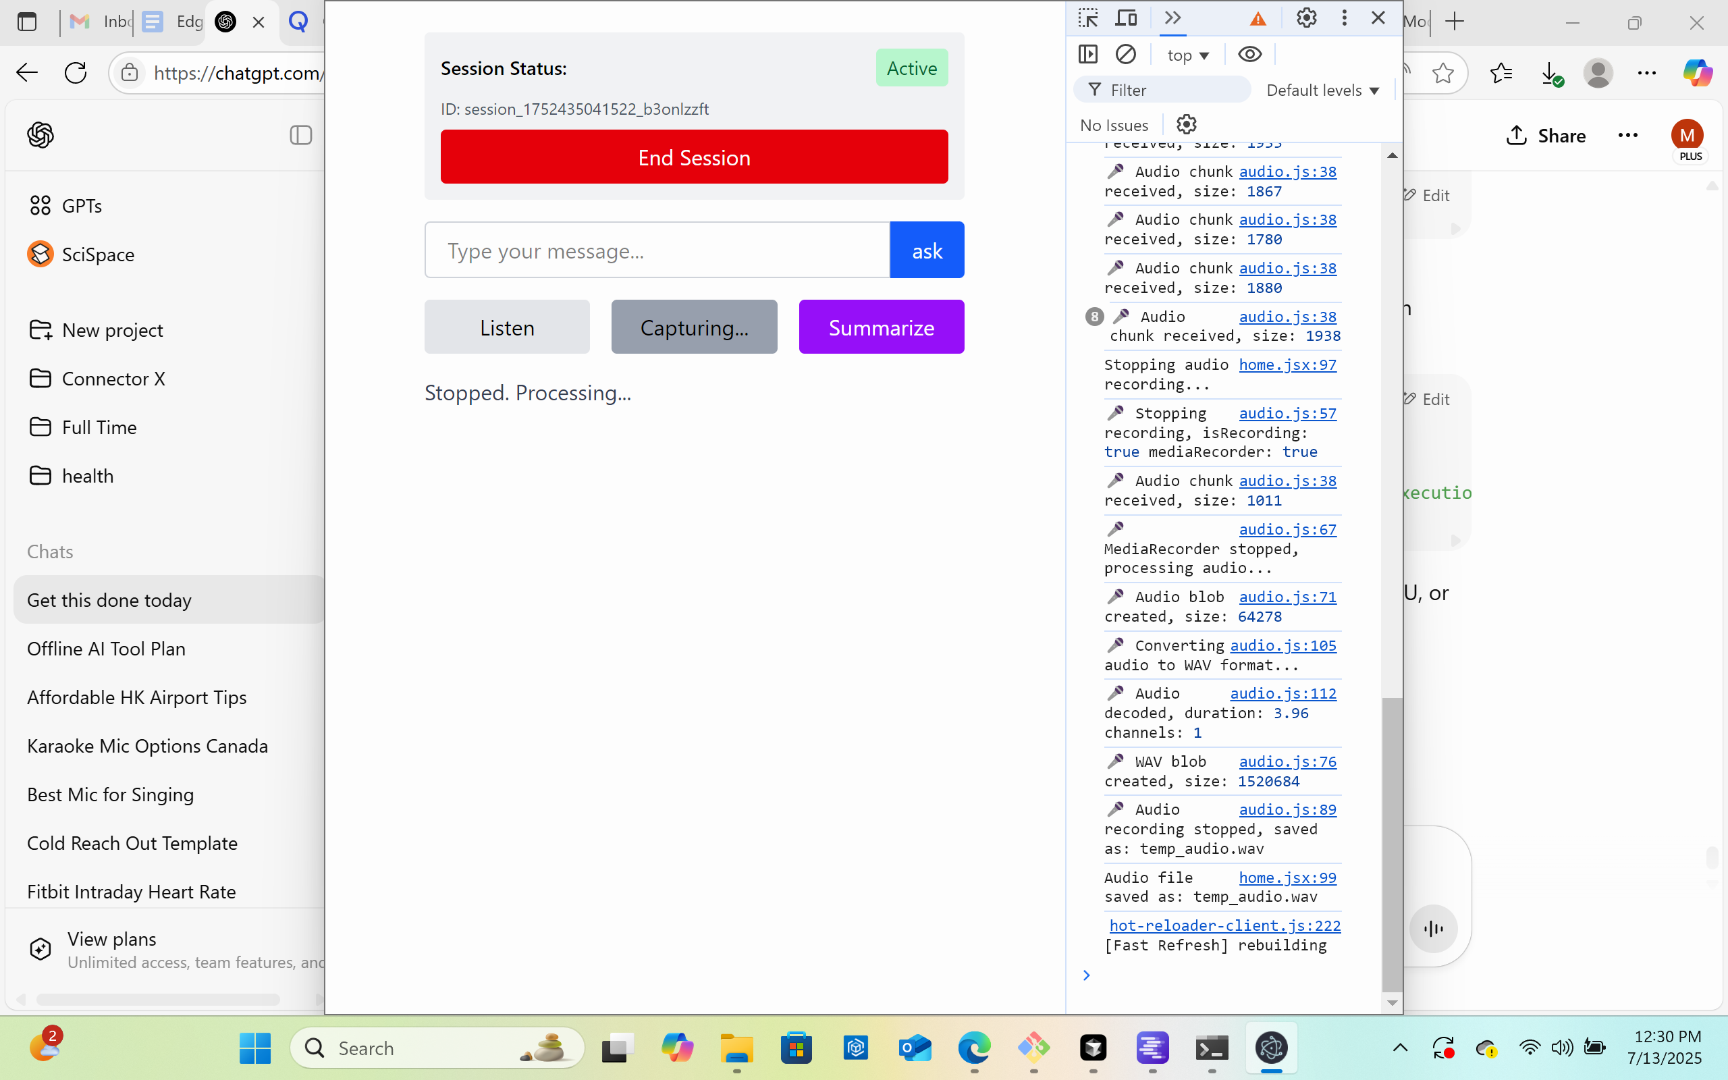 Inb
Edg
https://chatgpt.com/
GPTs
SciSpace
New project
Connector X
Full Time
health
Chats
Get this done today
Offline AI Tool Plan
Affordable HK Airport Tips
Karaoke Mic Options Canada
Best Mic for Singing
Cold Reach Out Template
Fitbit Intraday Heart Rate
View plans
Unlimited access, team features, and
Session Status:
Active
ID: session_1752435041522_b3onlzzft
End Session
Type your message...
ask
Listen
Capturing...
Summarize
Stopped. Processing...
top
Filter
Default levels
No Issues
received, size: 1933
Audio chunk audio.js:38
received, size: 1867
Audio chunk audio.js:38
received, size: 1780
Audio chunk audio.js:38
received, size: 1880
8 Audio audio.js:38
chunk received, size: 1938
Stopping audio home.jsx:97
recording...
Stopping audio.js:57
recording, isRecording:
true mediaRecorder: true
Audio chunk audio.js:38
received, size: 1011
audio.js:67
MediaRecorder stopped,
processing audio...
Audio blob audio.js:71
created, size: 64278
Converting audio.js:105
audio to WAV format...
Audio audio.js:112
decoded, duration: 3.96
channels: 1
WAV blob audio.js:76
created, size: 1520684
Audio audio.js:89
recording stopped, saved
as: temp_audio.wav
Audio file home.jsx:99
saved as: temp_audio.wav
hot-reloader-client.js:222
[Fast Refresh] rebuilding
Share
M
PLUS
Edit
n
Edit
xecutio
U, or
2
Search
12:30 PM
7/13/2025